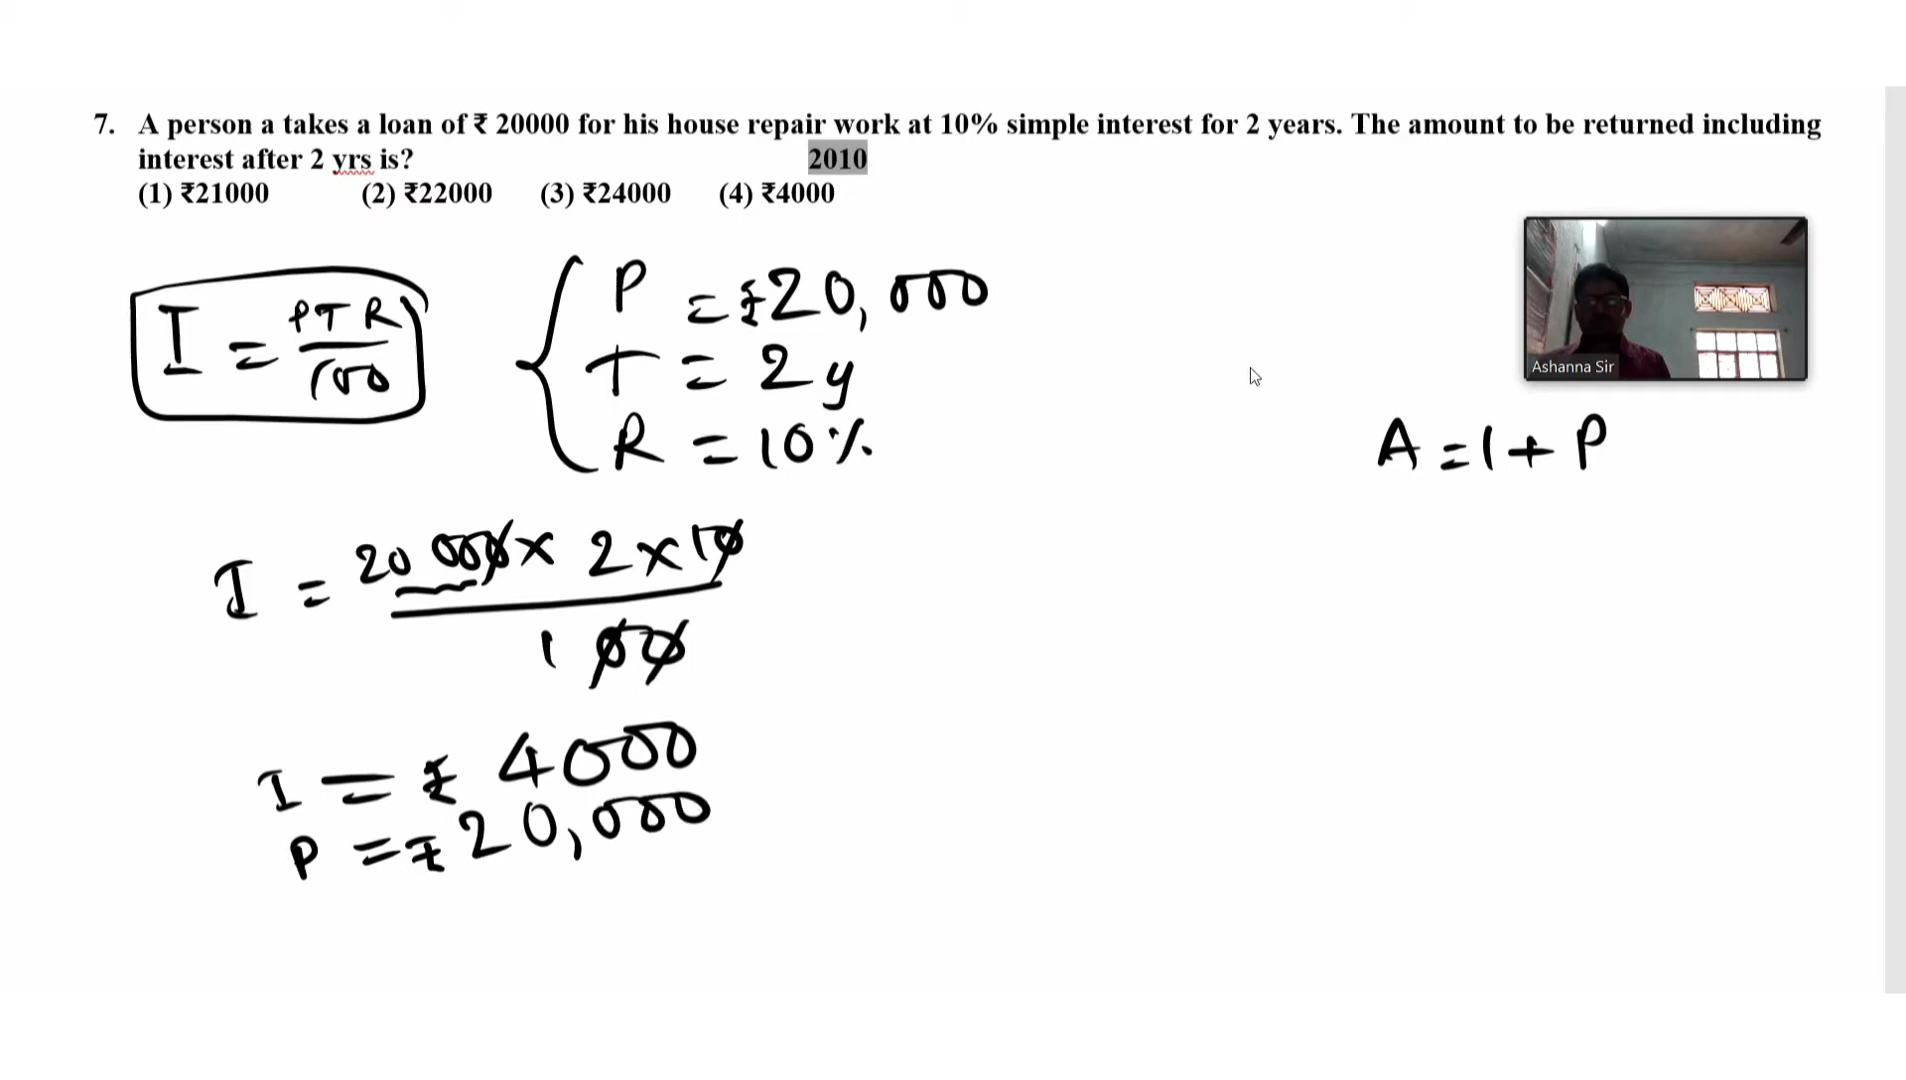 7. A person a takes a loan of ₹ 20000 for his house repair work at 10% simple interest for 2 years. The amount to be returned including
interest after 2 yrs is? 2010
(1) ₹21000 (2) ₹22000 (3) ₹24000 (4) ₹4000
I = PTR/100
P = ₹20,000
T = 2y
R = 10%
Ashanna Sir
A = I + P
I = 20000 x 2 x 10 / 100
I = ₹ 4000
P = ₹20,000